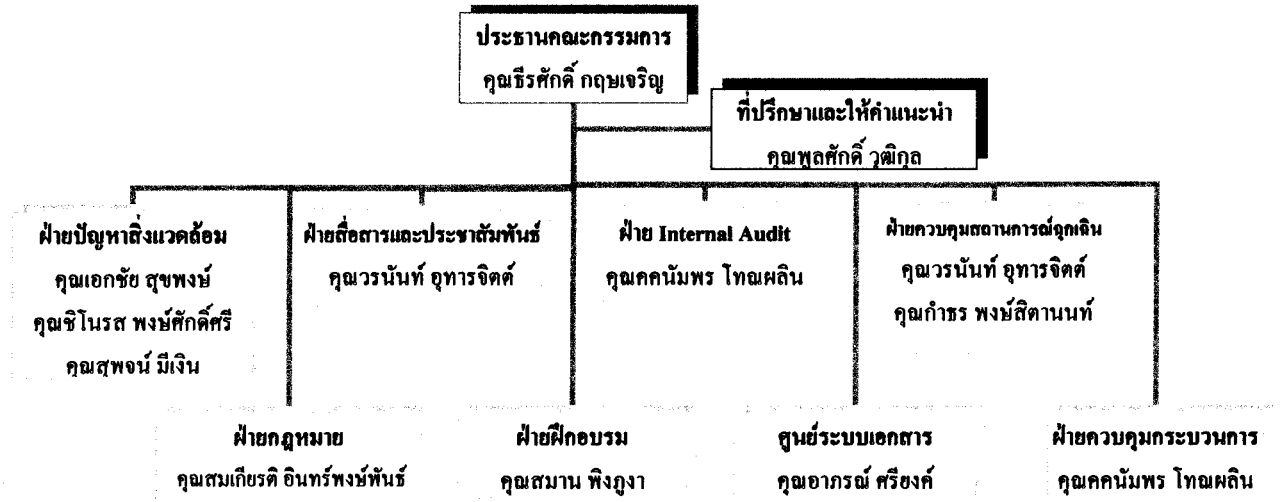 ประธานคณะกรรมการ
คุณธีรศักดิ์ กฤษเจริญ
ที่ปรึกษาและให้คำแนะนำ
คุณพูลศักดิ์ วุฒิกุล
ฝ่ายปัญหาสิ่งแวดล้อม
คุณเอกชัย สุขพงษ์
คุณชิโนรส พงษ์ศักดิ์ศรี
คุณสุพจน์ มีเงิน
ฝ่ายสื่อสารและประชาสัมพันธ์
คุณวรนันท์ อุทารจิตต์
ฝ่าย Internal Audit
คุณคคนัมพร โทณผลิน
ฝ่ายควบคุมสถานการณ์ฉุกเฉิน
คุณวรนันท์ อุทารจิตต์
คุณกำธร พงษ์สิตานนท์
ฝ่ายกฎหมาย
คุณสมเกียรติ อินทร์พงษ์พันธ์
ฝ่ายฝึกอบรม
คุณสมาน พิงภูงา
ศูนย์ระบบเอกสาร
คุณอาภรณ์ ศรียงค์
ฝ่ายควบคุมกระบวนการ
คุณคคนัมพร โทณผลิน